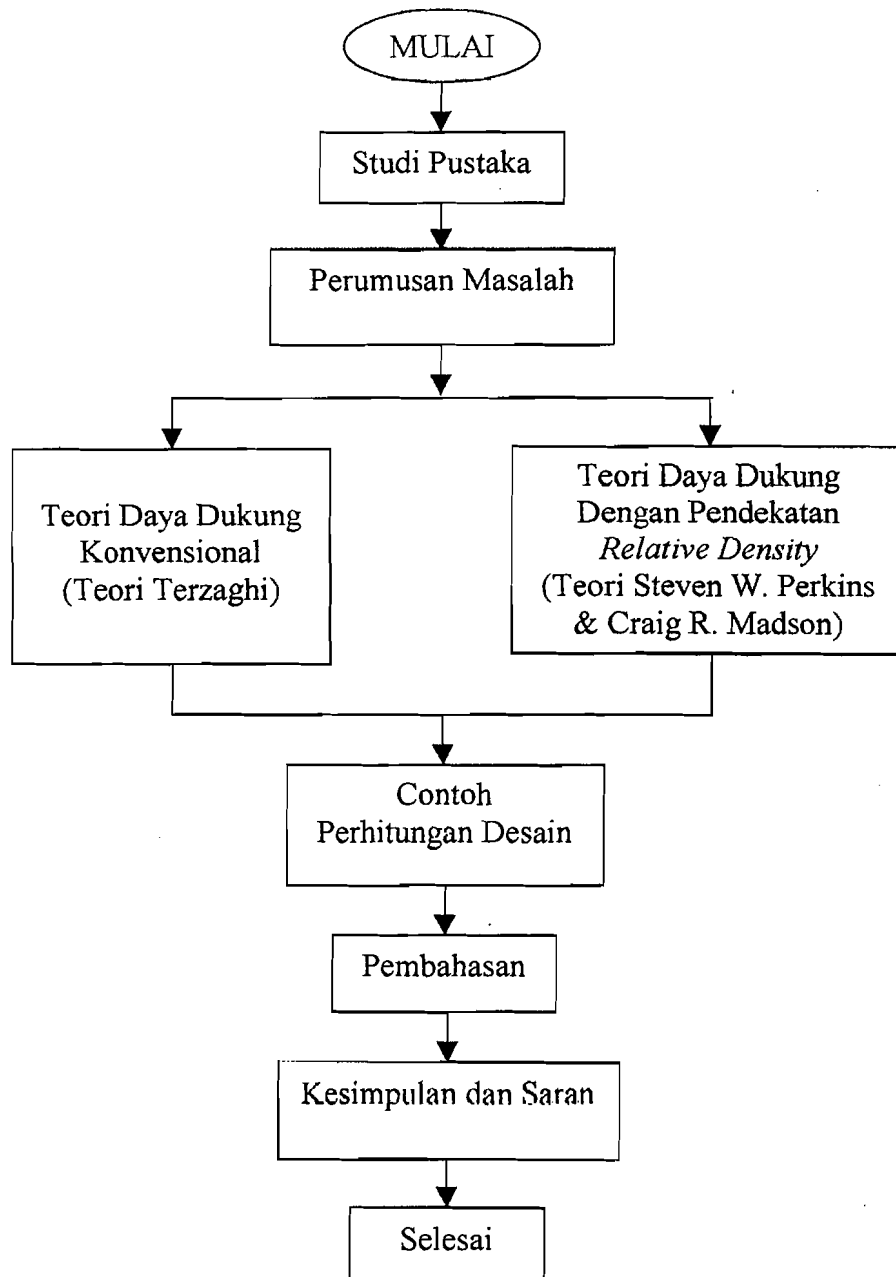 MULAI
Studi Pustaka
Perumusan Masalah
Teori Daya Dukung
Konvensional
(Teori Terzaghi)
Teori Daya Dukung
Dengan Pendekatan
Relative Density
(Teori Steven W. Perkins
& Craig R. Madson)
Contoh
Perhitungan Desain
Pembahasan
Kesimpulan dan Saran
Selesai